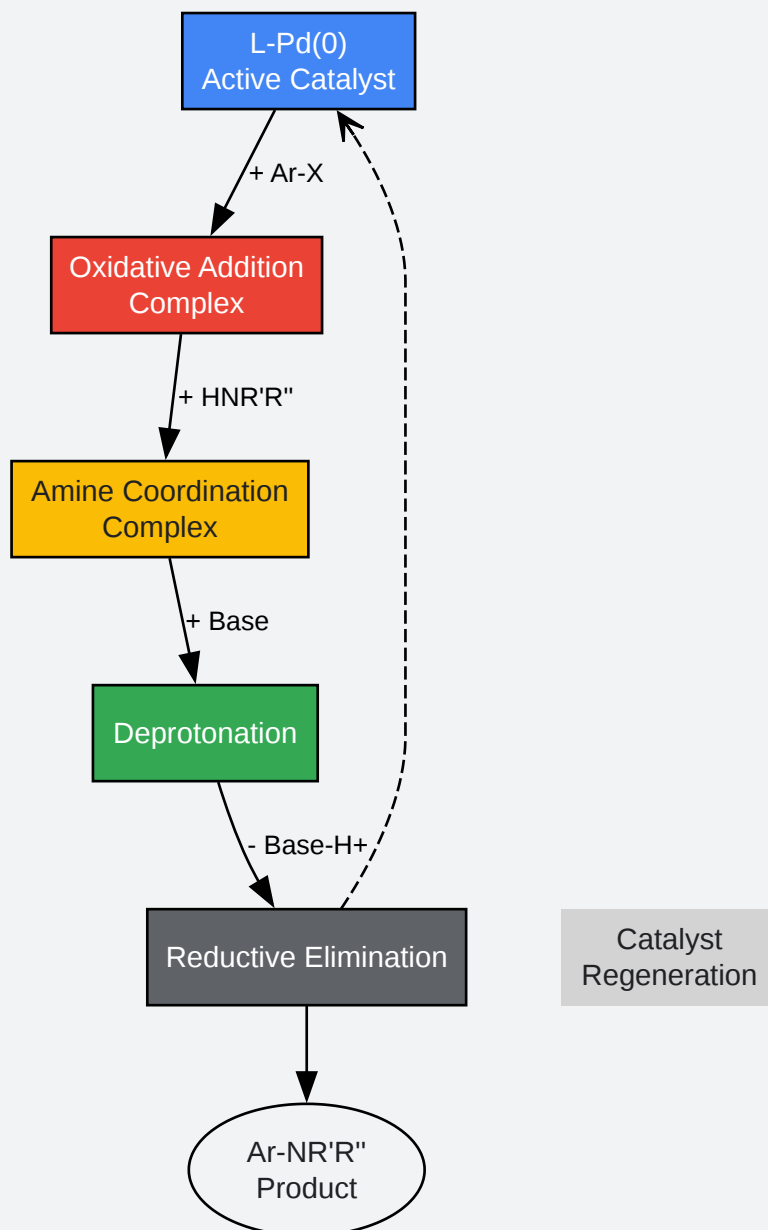 L-Pd(0)
Active Catalyst
+ Ar-X
Oxidative Addition
Complex
+ HNR'R"
Amine Coordination
Complex
+ Base
Deprotonation
- Base-H+
Reductive Elimination
Catalyst
Regeneration
Ar-NR'R"
Product